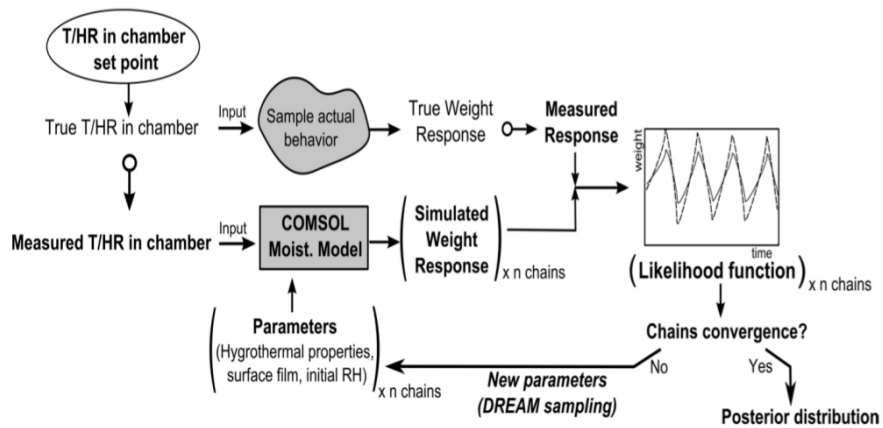 T/HR in chamber
set point
True T/HR in chamber
Input
Sample actual
behavior
True Weight
Response
Measured
Response
weight
time
Measured T/HR in chamber
Input
COMSOL
Moist. Model
(Simulated
Weight
Response)
x n chains
(Likelihood function)
x n chains
(Parameters
(Hygrothermal properties,
surface film, initial RH))
x n chains
Chains convergence?
No
Yes
New parameters
(DREAM sampling)
Posterior distribution